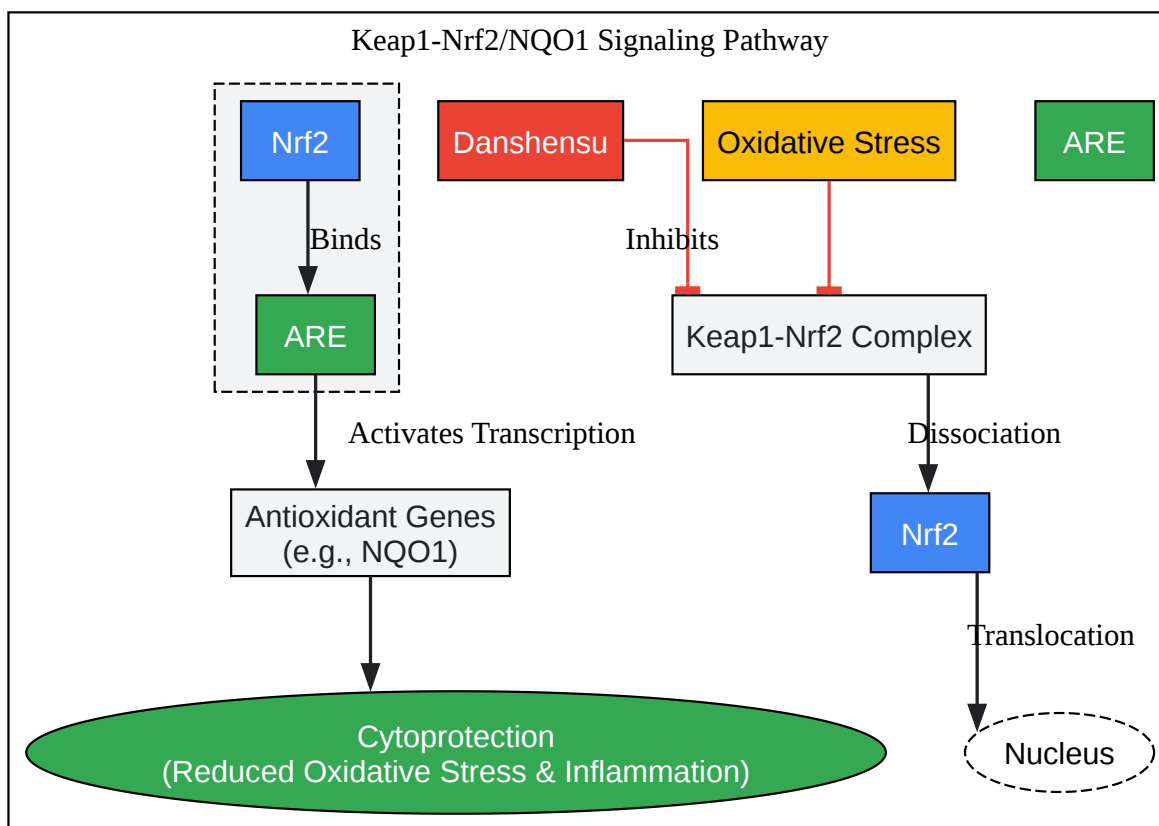 Keap1-Nrf2/NQO1 Signaling Pathway
Nrf2
Danshensu
Oxidative Stress
ARE
Binds
Inhibits
ARE
Keap1-Nrf2 Complex
Activates Transcription
Dissociation
Antioxidant Genes
(e.g., NQO1)
Nrf2
Translocation
Cytoprotection
(Reduced Oxidative Stress & Inflammation)
Nucleus